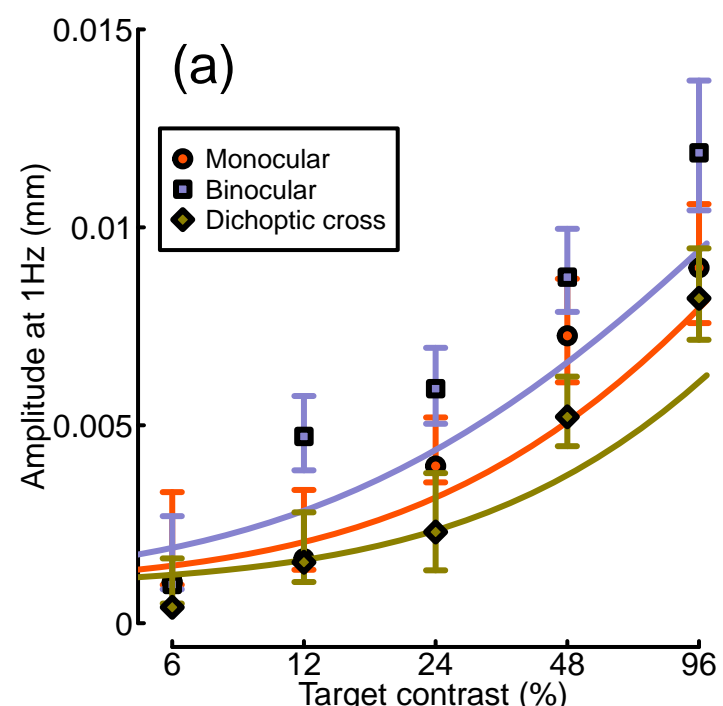 (a)
0.015
0.01
0.005
0
Amplitude at 1Hz (mm)
Monocular
Binocular
Dichoptic cross
6 12 24 48 96
Target contrast (%)